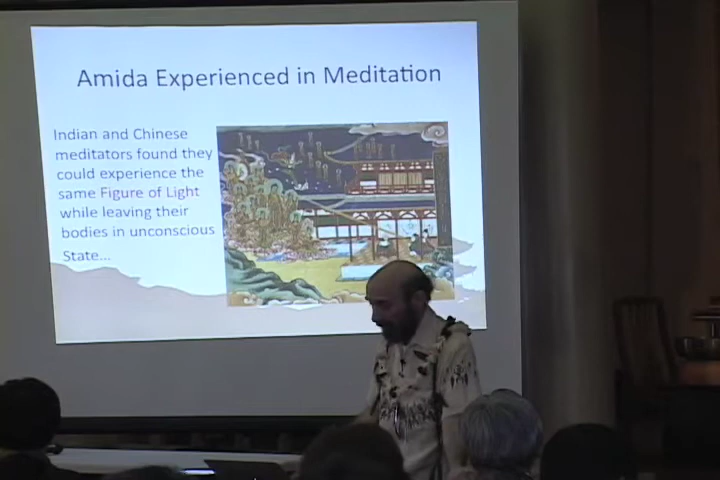 Amida Experienced in Meditation
Indian and Chinese
meditators found they
could experience the
same Figure of Light
while leaving their
bodies in unconscious
State...